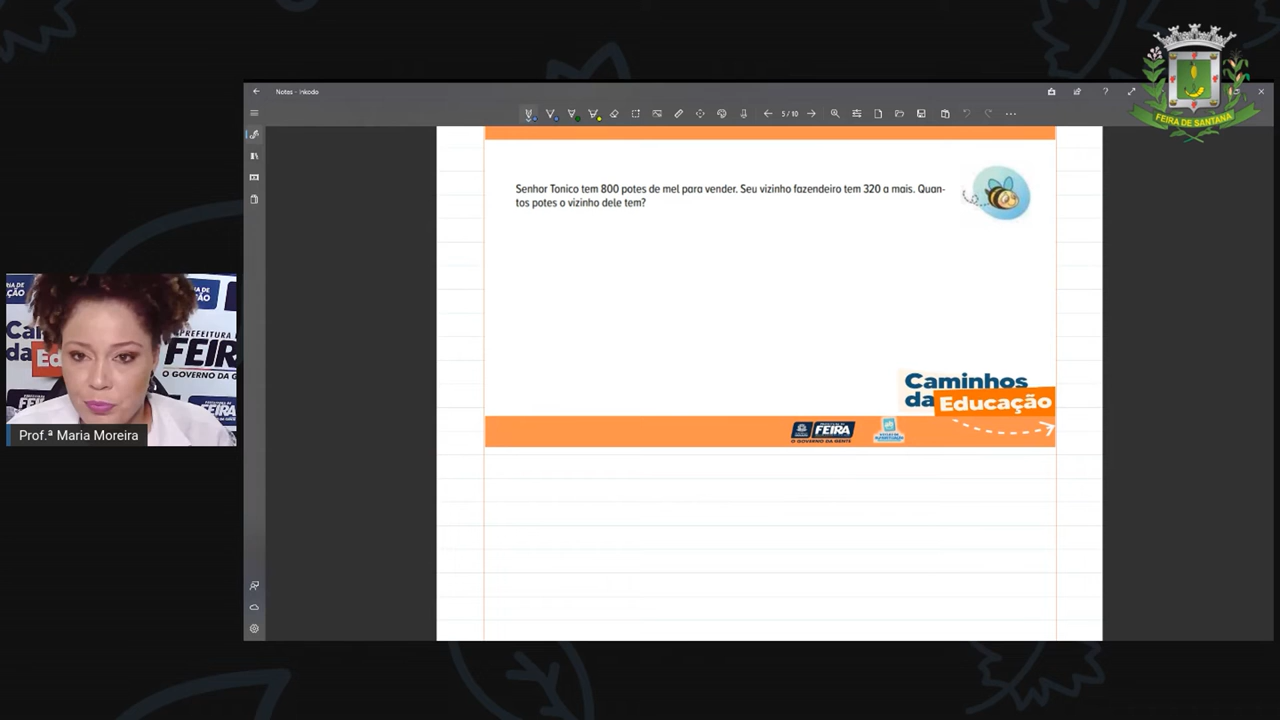 FEIRA DE SANTANA
Notes - Inkodo
5 / 10
Senhor Tonico tem 800 potes de mel para vender. Seu vizinho fazendeiro tem 320 a mais. Quan-
tos potes o vizinho dele tem?
PREFEITURA DE
FEIRA
O GOVERNO DA G
Prof.ª Maria Moreira
Caminhos
da Educação
FEIRA
O GOVERNO DA GENTE